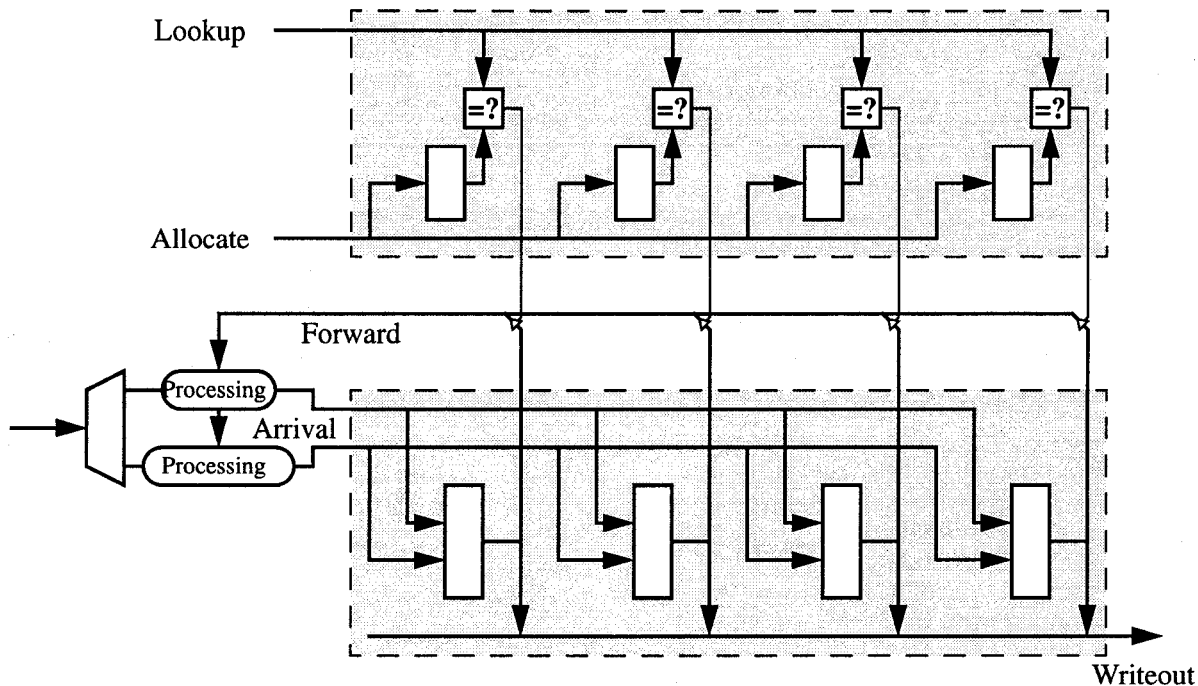 Lookup
=? =? =? =?
Allocate
Forward
Processing
Arrival
Processing
Writeout